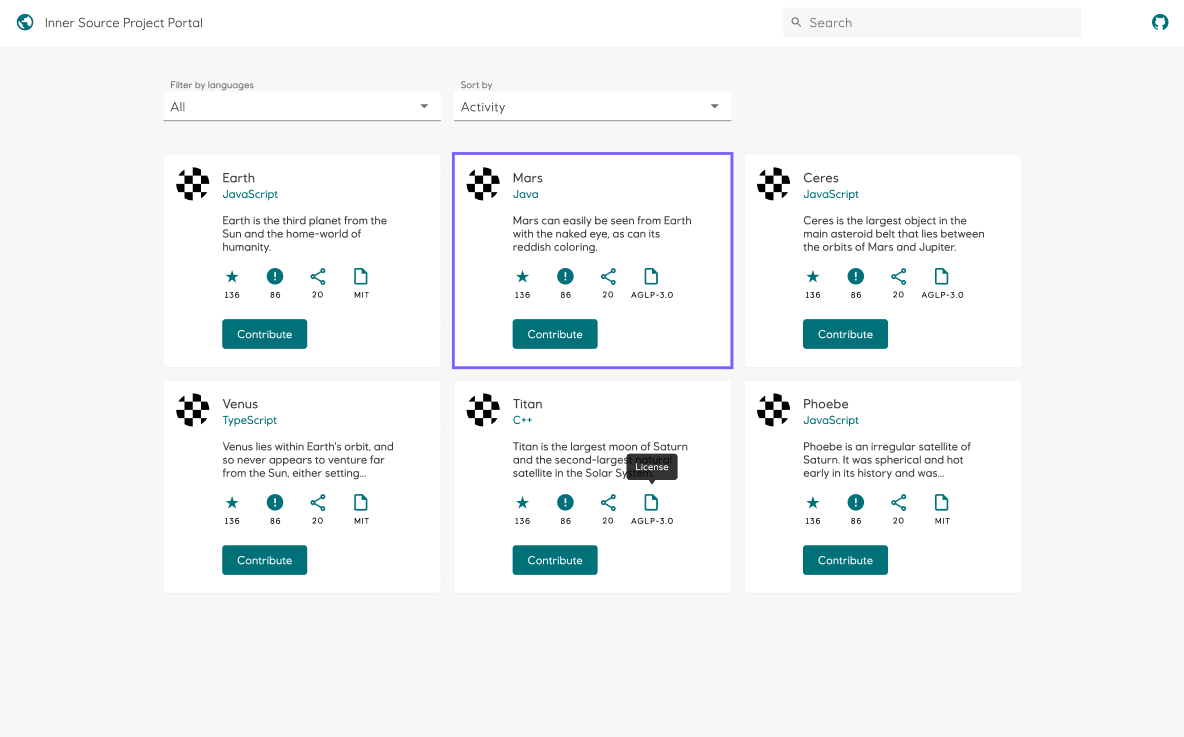 Inner Source Project Portal
Search
Filter by languages
All
Sort by
Activity
Earth
JavaScript
Earth is the third planet from the
Sun and the home-world of
humanity.
136
86
20
MIT
Contribute
Mars
Java
Mars can easily be seen from Earth
with the naked eye, as can its
reddish coloring.
136
86
20
AGLP-3.0
Contribute
Ceres
JavaScript
Ceres is the largest object in the
main asteroid belt that lies between
the orbits of Mars and Jupiter.
136
86
20
AGLP-3.0
Contribute
Venus
TypeScript
Venus lies within Earth's orbit, and
so never appears to venture far
from the Sun, either setting...
136
86
20
MIT
Contribute
Titan
C++
Titan is the largest moon of Saturn
and the second-largest natural
satellite in the Solar System.
License
136
86
20
AGLP-3.0
Contribute
Phoebe
JavaScript
Phoebe is an irregular satellite of
Saturn. It was spherical and hot
early in its history and was...
136
86
20
MIT
Contribute